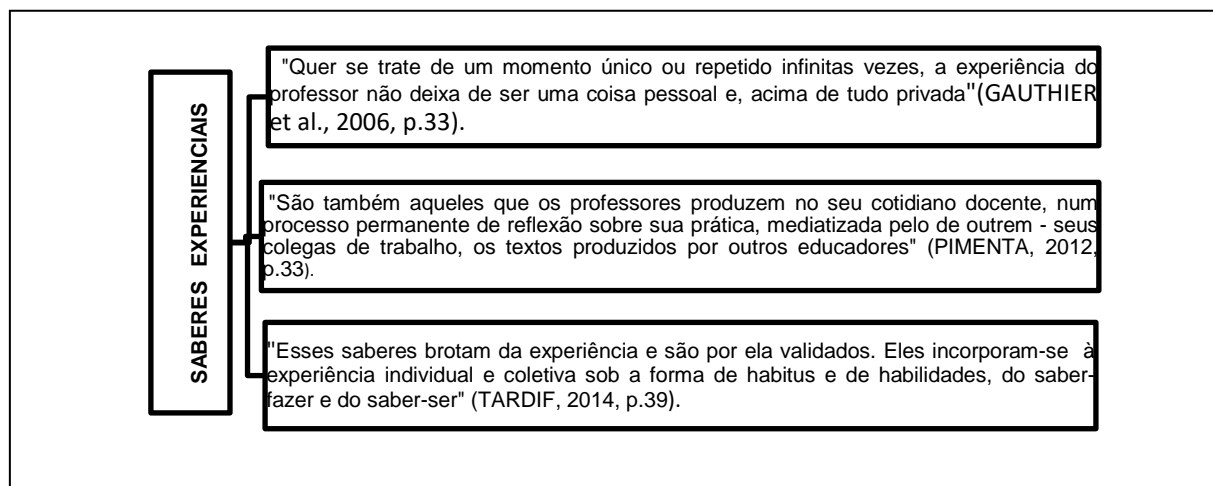 SABERES EXPERIENCIAIS
"Quer se trate de um momento único ou repetido infinitas vezes, a experiência do
professor não deixa de ser uma coisa pessoal e, acima de tudo privada"(GAUTHIER
et al., 2006, p.33).
"São também aqueles que os professores produzem no seu cotidiano docente, num
processo permanente de reflexão sobre sua prática, mediatizada pelo de outrem - seus
colegas de trabalho, os textos produzidos por outros educadores" (PIMENTA, 2012,
p.33).
"Esses saberes brotam da experiência e são por ela validados. Eles incorporam-se à
experiência individual e coletiva sob a forma de habitus e de habilidades, do saber-
fazer e do saber-ser" (TARDIF, 2014, p.39).